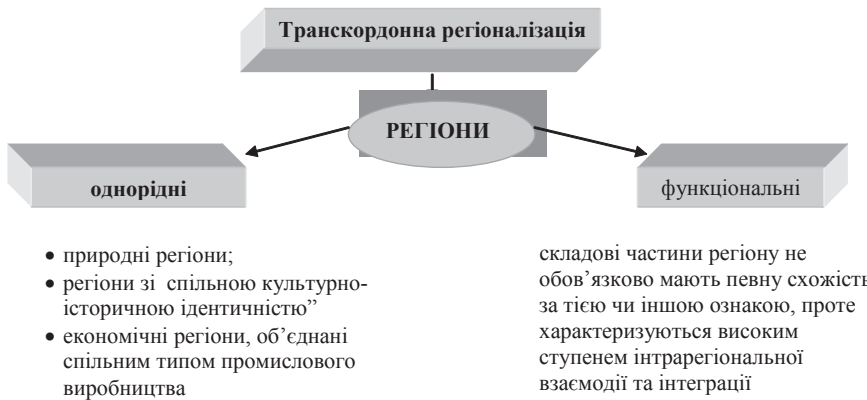 Транскордонна регіоналізація
РЕГІОНИ
однорідні
функціональні
• природні регіони;
• регіони зі спільною культурно-
історичною ідентичністю”
• економічні регіони, об’єднані
спільним типом промислового
виробництва
складові частини регіону не
обов’язково мають певну схожість
за тією чи іншою ознакою, проте
характеризуються високим
ступенем інтрарегіональної
взаємодії та інтеграції